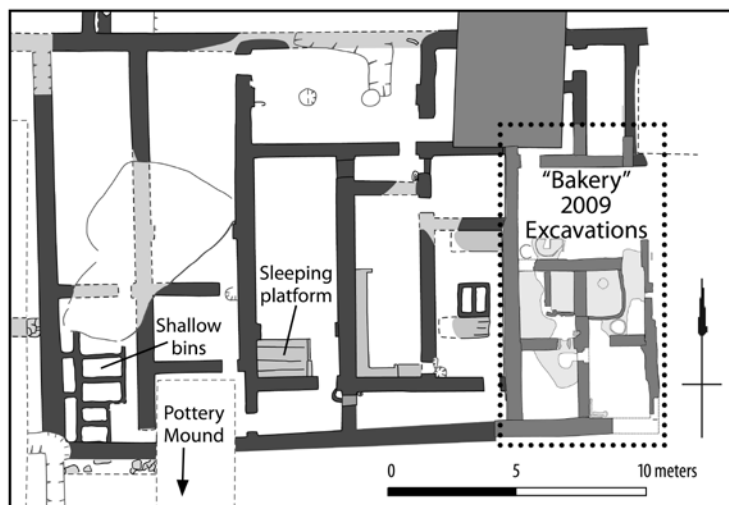 “Bakery”
2009
Excavations
Sleeping
platform
Shallow
bins
Pottery
Mound
0 5 10 meters